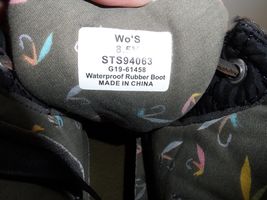 Wo'S
STS94063
G19-61458
Waterproof Rubber Boot
MADE IN CHINA